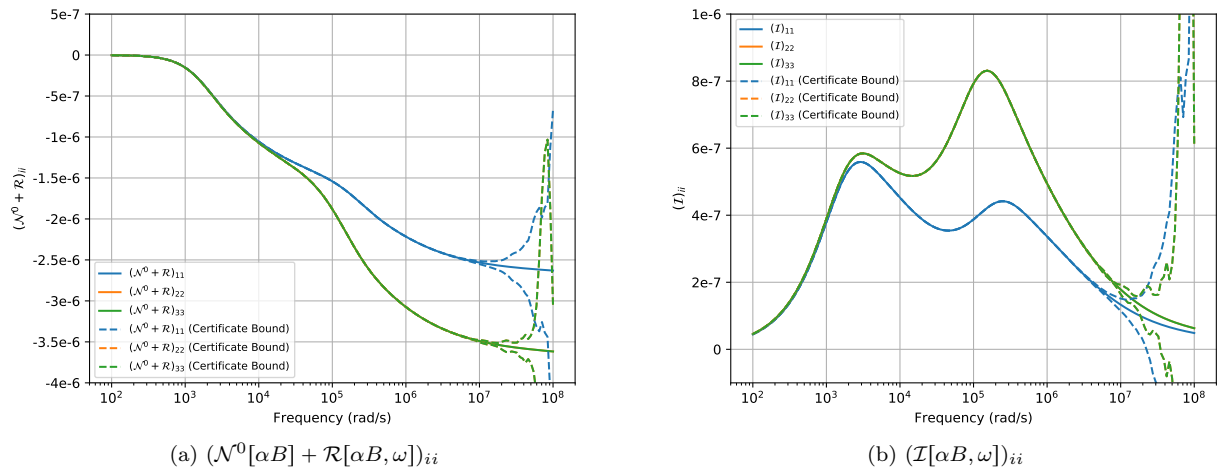 5e-7
0
-5e-7
-1e-6
-1.5e-6
-2e-6
-2.5e-6
-3e-6
-3.5e-6
-4e-6
(𝒩⁰ + ℛ)ᵢᵢ
(𝒩⁰ + ℛ)₁₁
(𝒩⁰ + ℛ)₂₂
(𝒩⁰ + ℛ)₃₃
(𝒩⁰ + ℛ)₁₁ (Certificate Bound)
(𝒩⁰ + ℛ)₂₂ (Certificate Bound)
(𝒩⁰ + ℛ)₃₃ (Certificate Bound)
10² 10³ 10⁴ 10⁵ 10⁶ 10⁷ 10⁸
Frequency (rad/s)
(a) (𝒩⁰[αB] + ℛ[αB, ω])ᵢᵢ
1e-6
8e-7
6e-7
4e-7
2e-7
0
(ℐ)ᵢᵢ
(ℐ)₁₁
(ℐ)₂₂
(ℐ)₃₃
(ℐ)₁₁ (Certificate Bound)
(ℐ)₂₂ (Certificate Bound)
(ℐ)₃₃ (Certificate Bound)
10² 10³ 10⁴ 10⁵ 10⁶ 10⁷ 10⁸
Frequency (rad/s)
(b) (ℐ[αB, ω])ᵢᵢ